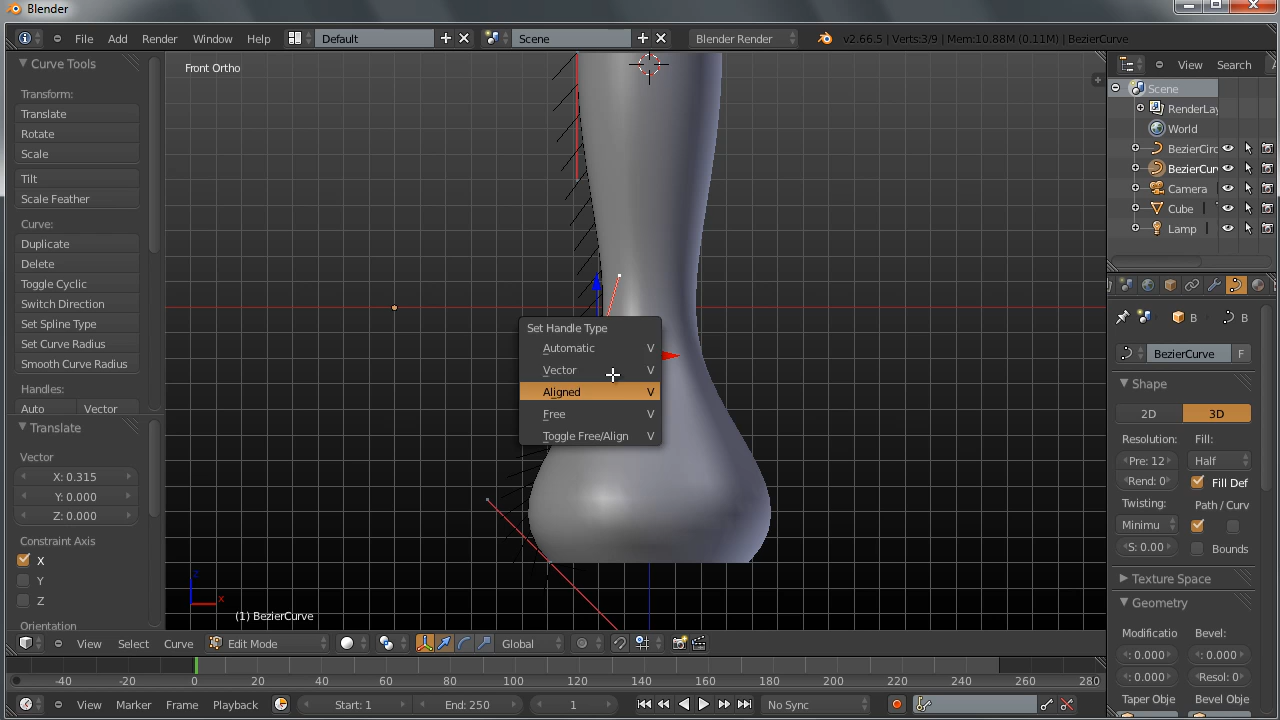 Blender
File Add Render Window Help Default Scene Blender Render v2.66.5 | Verts:3/9 | Mem:10.88M (0.11M) | BezierCurve
Curve Tools
Transform:
Translate
Rotate
Scale
Tilt
Scale Feather
Curve:
Duplicate
Delete
Toggle Cyclic
Switch Direction
Set Spline Type
Set Curve Radius
Smooth Curve Radius
Handles:
Auto Vector
Translate
Vector
X: 0.315
Y: 0.000
Z: 0.000
Constraint Axis
X
Y
Z
Orientation
Front Ortho
Set Handle Type
Automatic V
Vector V
Aligned V
Free V
Toggle Free/Align V
z
x
(1) BezierCurve
View Search
Scene
RenderLay
World
BezierCirc
BezierCur
Camera
Cube
Lamp
B B
BezierCurve F
Shape
2D 3D
Resolution: Fill:
Pre: 12 Half
Rend: 0 Fill Def
Twisting: Path / Curv
Minimu
S: 0.00 Bounds
Texture Space
Geometry
Modificatio Bevel:
: 0.000 : 0.000
: 0.000 Resol: 0
Taper Obje Bevel Obje
View Select Curve Edit Mode Global
-40 -20 0 20 40 60 80 100 120 140 160 180 200 220 240 260 280
View Marker Frame Playback Start: 1 End: 250 1 No Sync